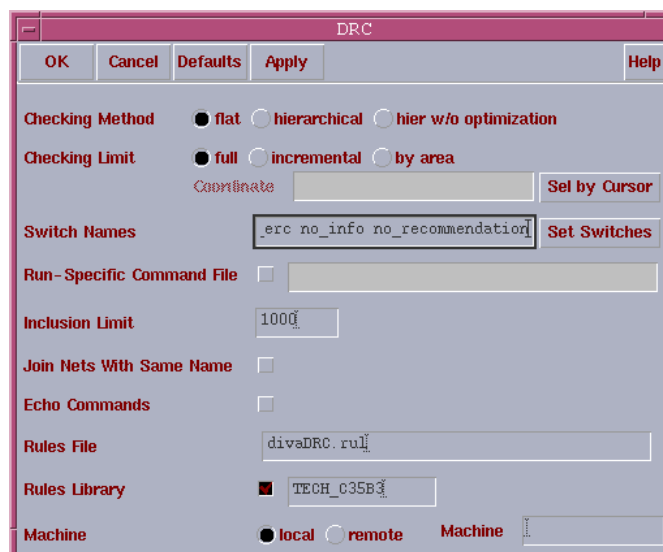 DRC
OK Cancel Defaults Apply Help
Checking Method flat hierarchical hier w/o optimization
Checking Limit full incremental by area
Coordinate Sel by Cursor
Switch Names _erc no_info no_recommendation Set Switches
Run-Specific Command File
Inclusion Limit 1000
Join Nets With Same Name
Echo Commands
Rules File divaDRC.rul
Rules Library TECH_C35B3
Machine local remote Machine